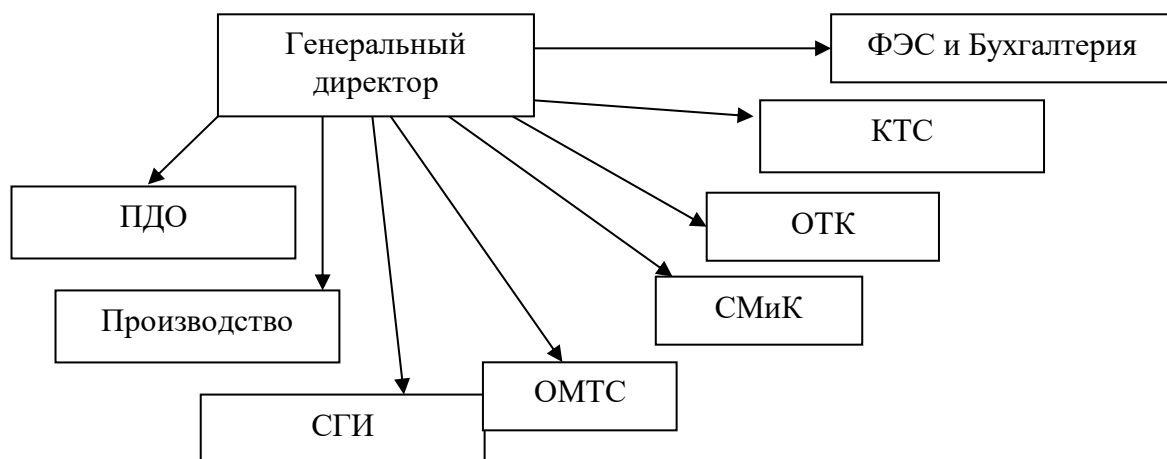 Генеральный
директор
ФЭС и Бухгалтерия
КТС
ПДО
ОТК
Производство
СМиК
ОМТС
СГИ